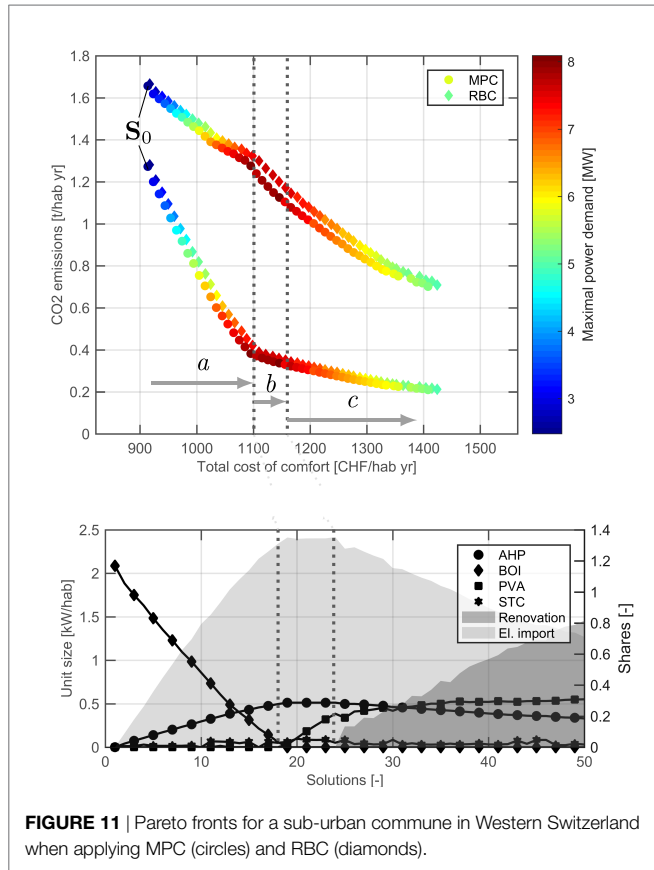 1.8
1.6
1.4
1.2
1
0.8
0.6
0.4
0.2
0
CO2 emissions [t/hab yr]
S0
MPC
RBC
a
b
c
900 1000 1100 1200 1300 1400 1500
Total cost of comfort [CHF/hab yr]
8
7
6
5
4
3
Maximal power demand [MW]
2.5
2
1.5
1
0.5
0
Unit size [kW/hab]
AHP
BOI
PVA
STC
Renovation
El. import
1.4
1.2
1
0.8
0.6
0.4
0.2
0
Shares [-]
0 10 20 30 40 50
Solutions [-]
FIGURE 11 | Pareto fronts for a sub-urban commune in Western Switzerland
when applying MPC (circles) and RBC (diamonds).